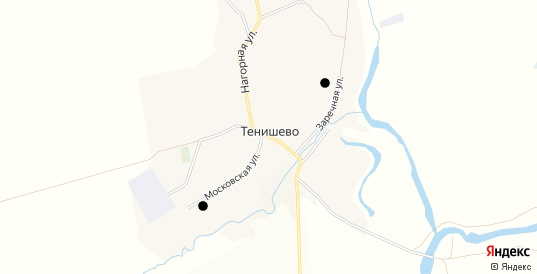 Нагорная ул.
Заречная ул.
Тенишево
Московская ул.
Яндекс
© Яндекс